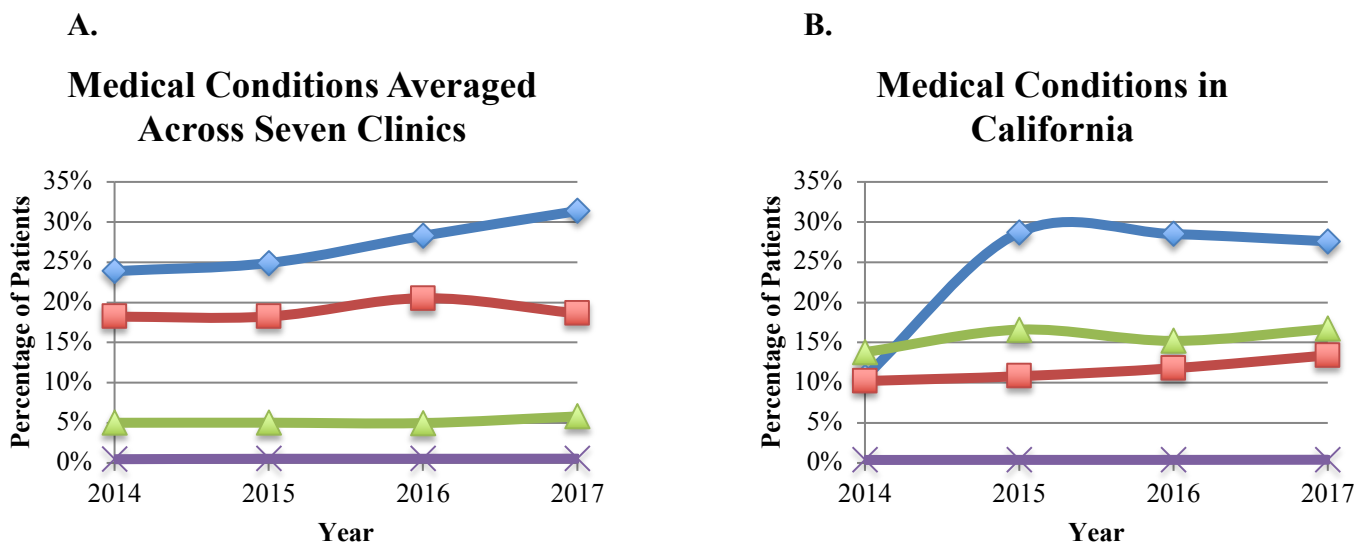 A.
Medical Conditions Averaged
Across Seven Clinics
Percentage of Patients
35%
30%
25%
20%
15%
10%
5%
0%
2014 2015 2016 2017
Year
B.
Medical Conditions in
California
Percentage of Patients
35%
30%
25%
20%
15%
10%
5%
0%
2014 2015 2016 2017
Year